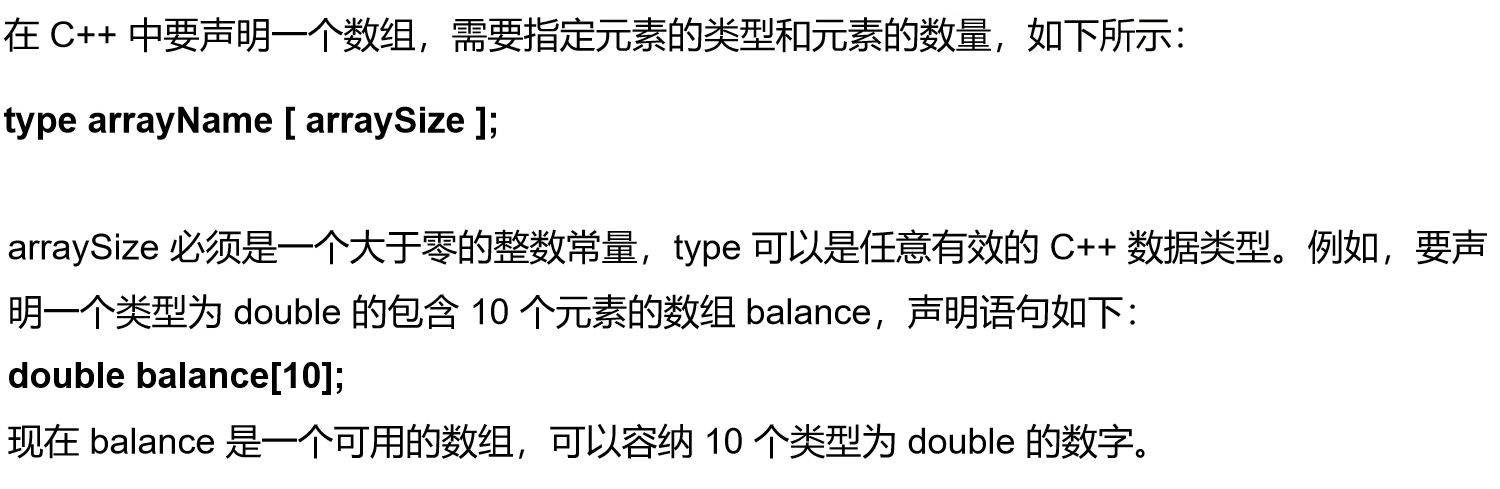 在 C++ 中要声明一个数组，需要指定元素的类型和元素的数量，如下所示：
type arrayName [ arraySize ];
arraySize 必须是一个大于零的整数常量，type 可以是任意有效的 C++ 数据类型。例如，要声
明一个类型为 double 的包含 10 个元素的数组 balance，声明语句如下：
double balance[10];
现在 balance 是一个可用的数组，可以容纳 10 个类型为 double 的数字。